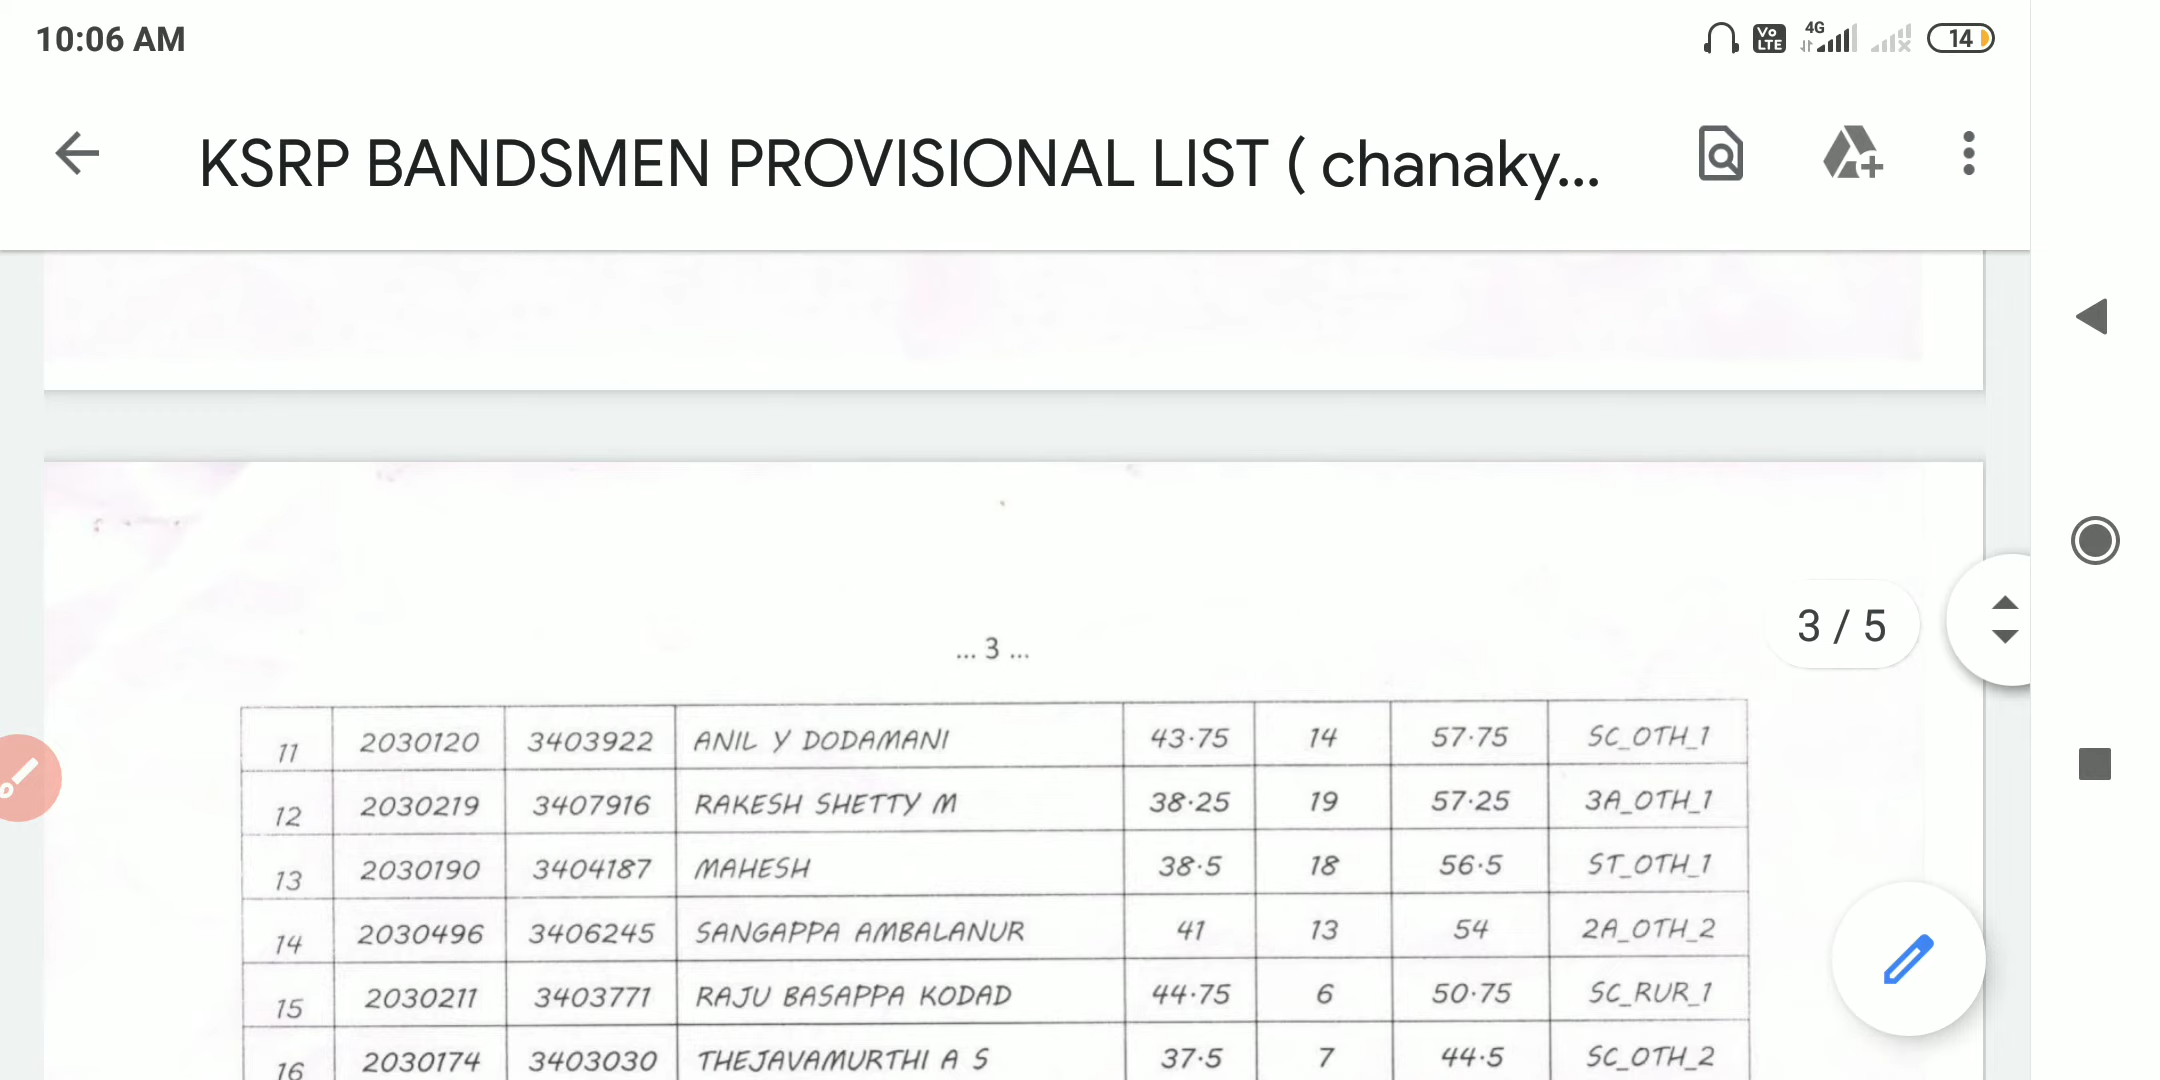 10:06 AM
Vo LTE 4G 14
KSRP BANDSMEN PROVISIONAL LIST ( chanaky...
3 / 5
... 3 ...
11 2030120 3403922 ANIL Y DODAMANI 43.75 14 57.75 SC_OTH_1
12 2030219 3407916 RAKESH SHETTY M 38.25 19 57.25 3A_OTH_1
13 2030190 3404187 MAHESH 38.5 18 56.5 ST_OTH_1
14 2030496 3406245 SANGAPPA AMBALANUR 41 13 54 2A_OTH_2
15 2030211 3403771 RAJU BASAPPA KODAD 44.75 6 50.75 SC_RUR_1
16 2030174 3403030 THEJAVAMURTHI A S 37.5 7 44.5 SC_OTH_2